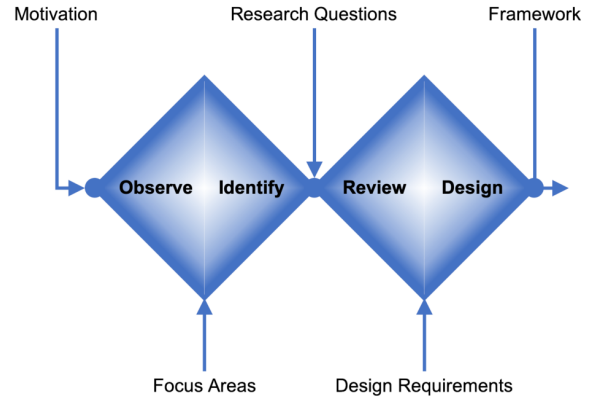 Motivation
Research Questions
Framework
Observe
Identify
Review
Design
Focus Areas
Design Requirements